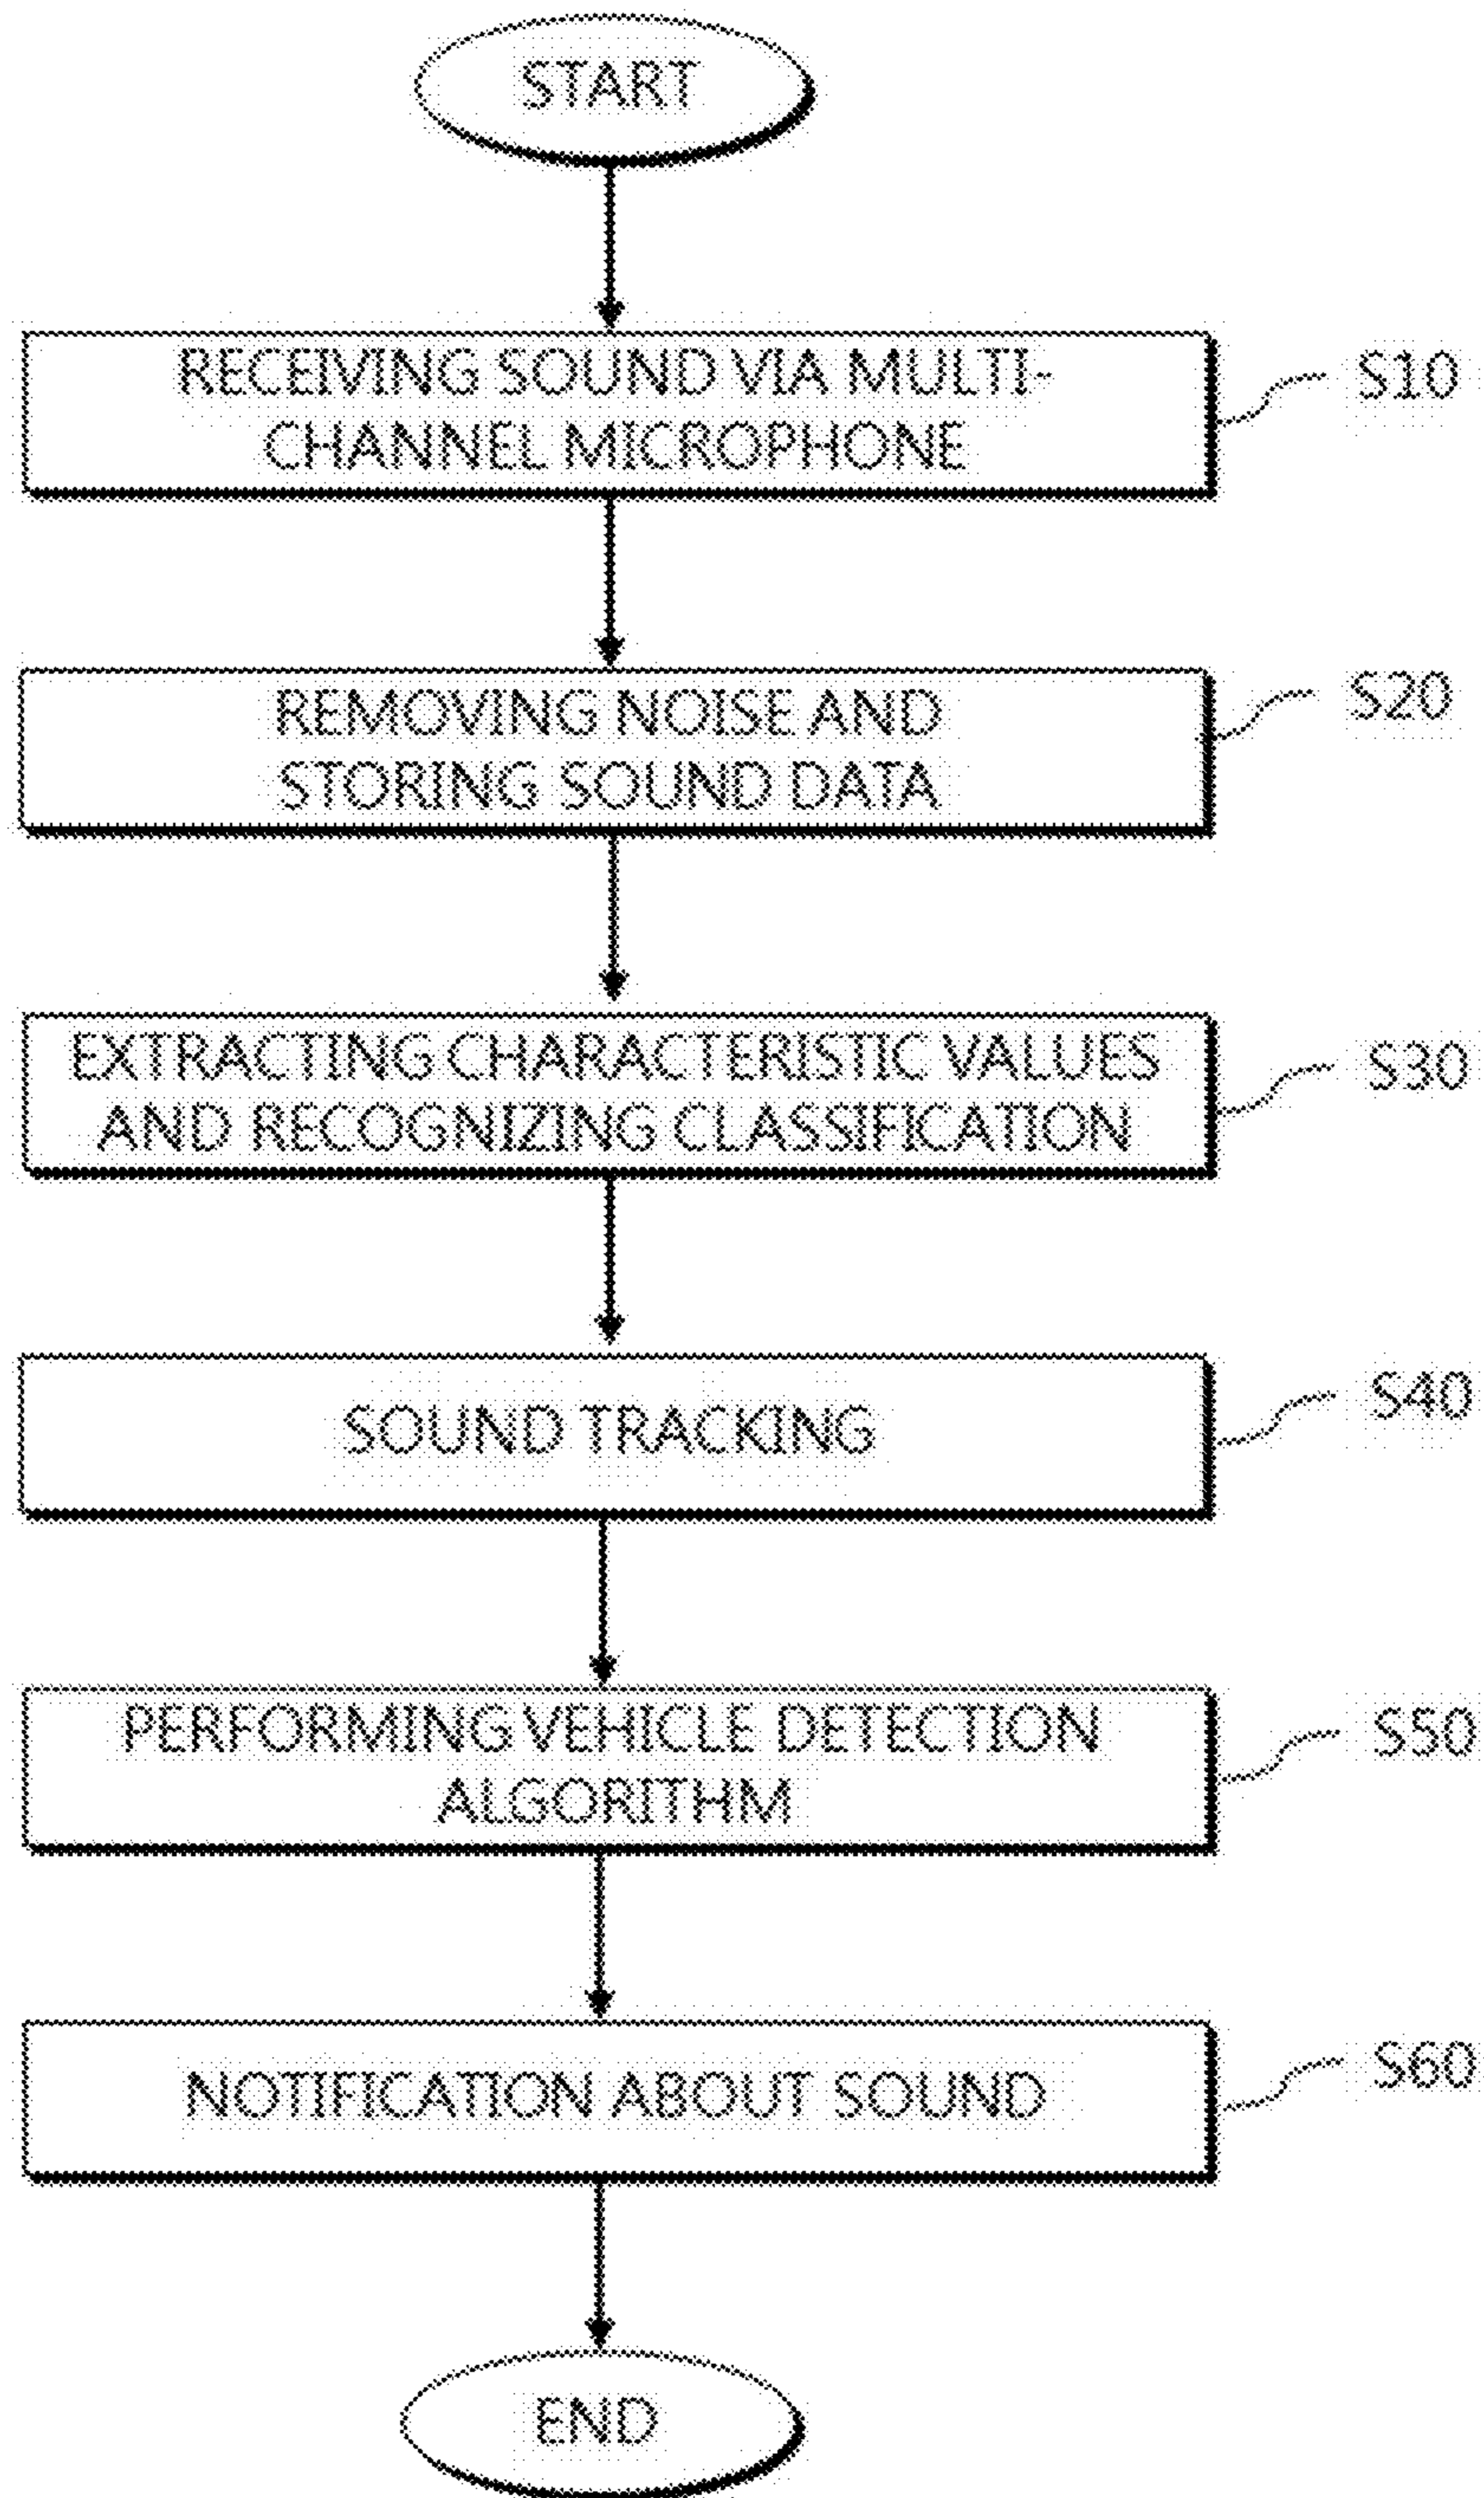 START
RECEIVING SOUND VIA MULTI-
CHANNEL MICROPHONE
S10
REMOVING NOISE AND
STORING SOUND DATA
S20
EXTRACTING CHARACTERISTIC VALUES
AND RECOGNIZING CLASSIFICATION
S30
SOUND TRACKING
S40
PERFORMING VEHICLE DETECTION
ALGORITHM
S50
NOTIFICATION ABOUT SOUND
S60
END